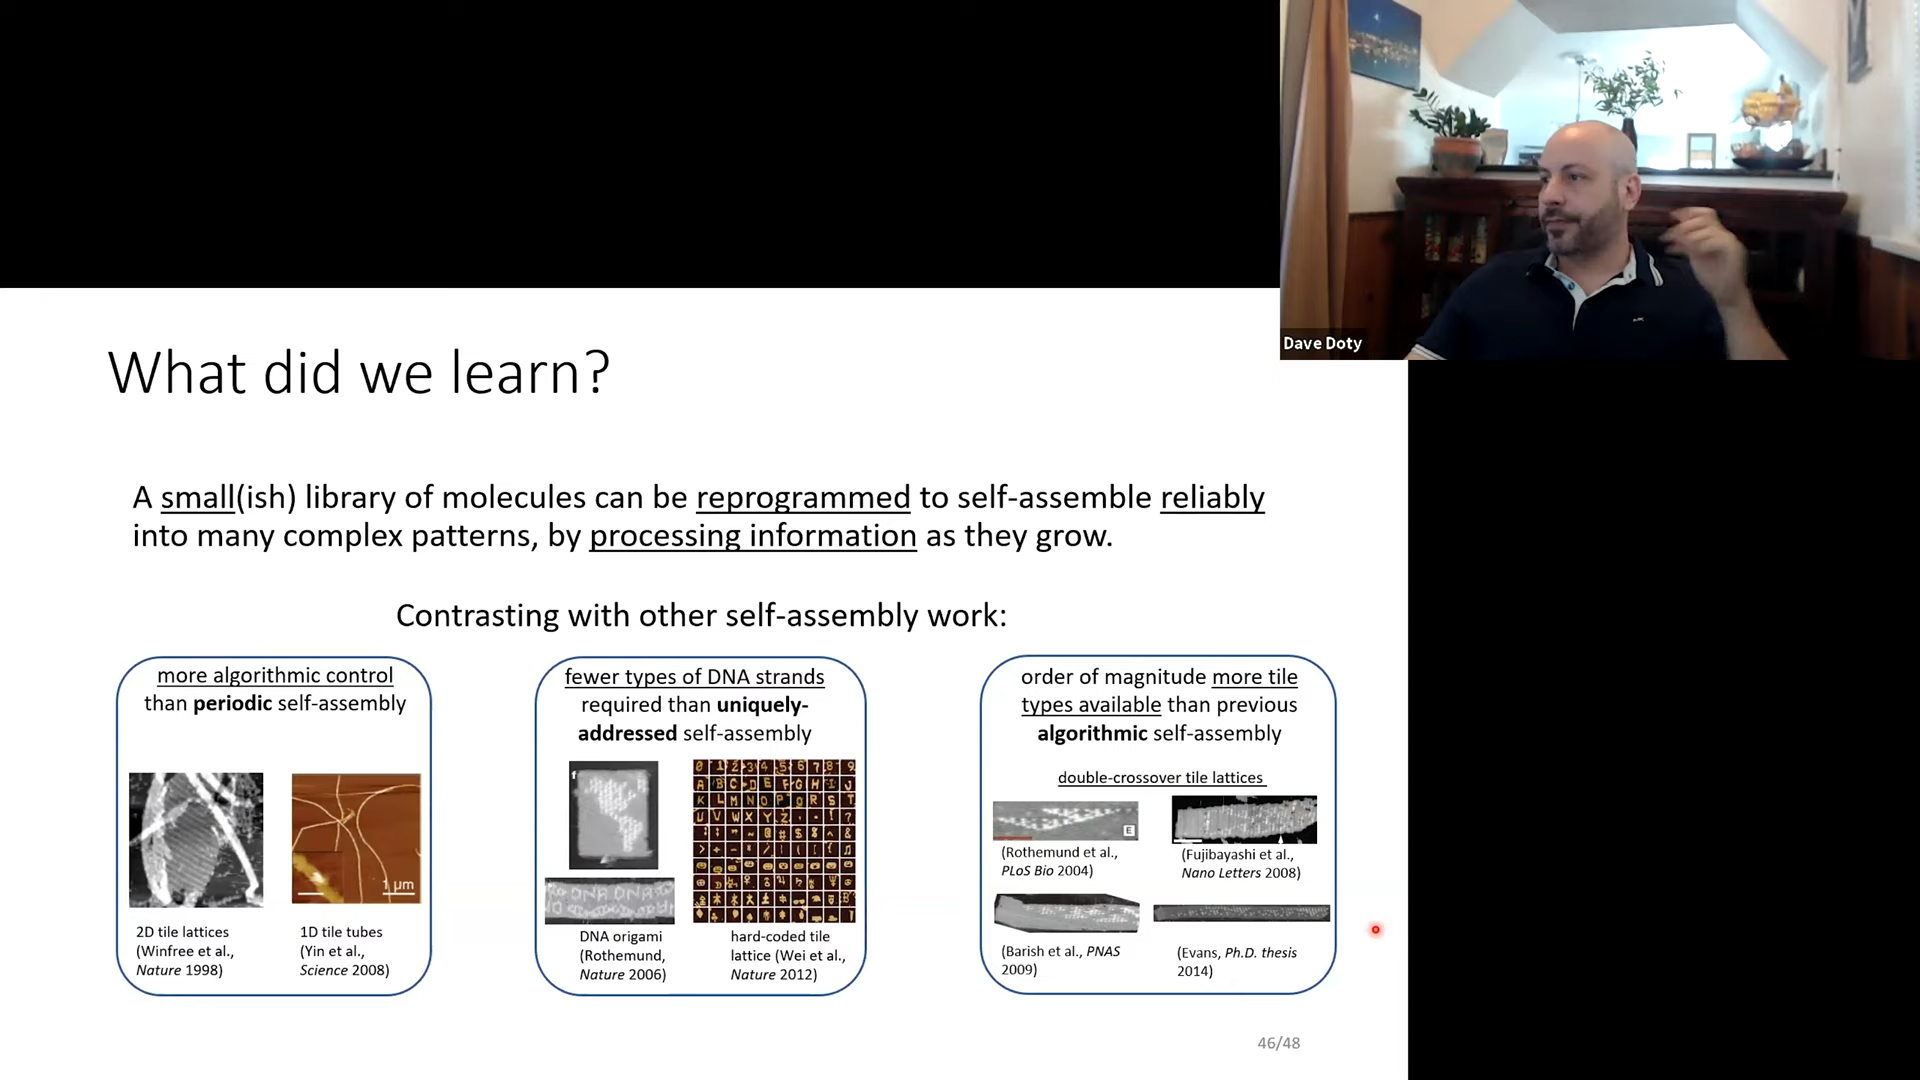 Dave Doty
What did we learn?
A small(ish) library of molecules can be reprogrammed to self-assemble reliably
into many complex patterns, by processing information as they grow.
Contrasting with other self-assembly work:
more algorithmic control
than periodic self-assembly
1 µm
2D tile lattices
(Winfree et al.,
Nature 1998)
1D tile tubes
(Yin et al.,
Science 2008)
fewer types of DNA strands
required than uniquely-
addressed self-assembly
f
DNA origami
(Rothemund,
Nature 2006)
hard-coded tile
lattice (Wei et al.,
Nature 2012)
order of magnitude more tile
types available than previous
algorithmic self-assembly
double-crossover tile lattices
E
(Rothemund et al.,
PLoS Bio 2004)
(Fujibayashi et al.,
Nano Letters 2008)
(Barish et al., PNAS
2009)
(Evans, Ph.D. thesis
2014)
46/48